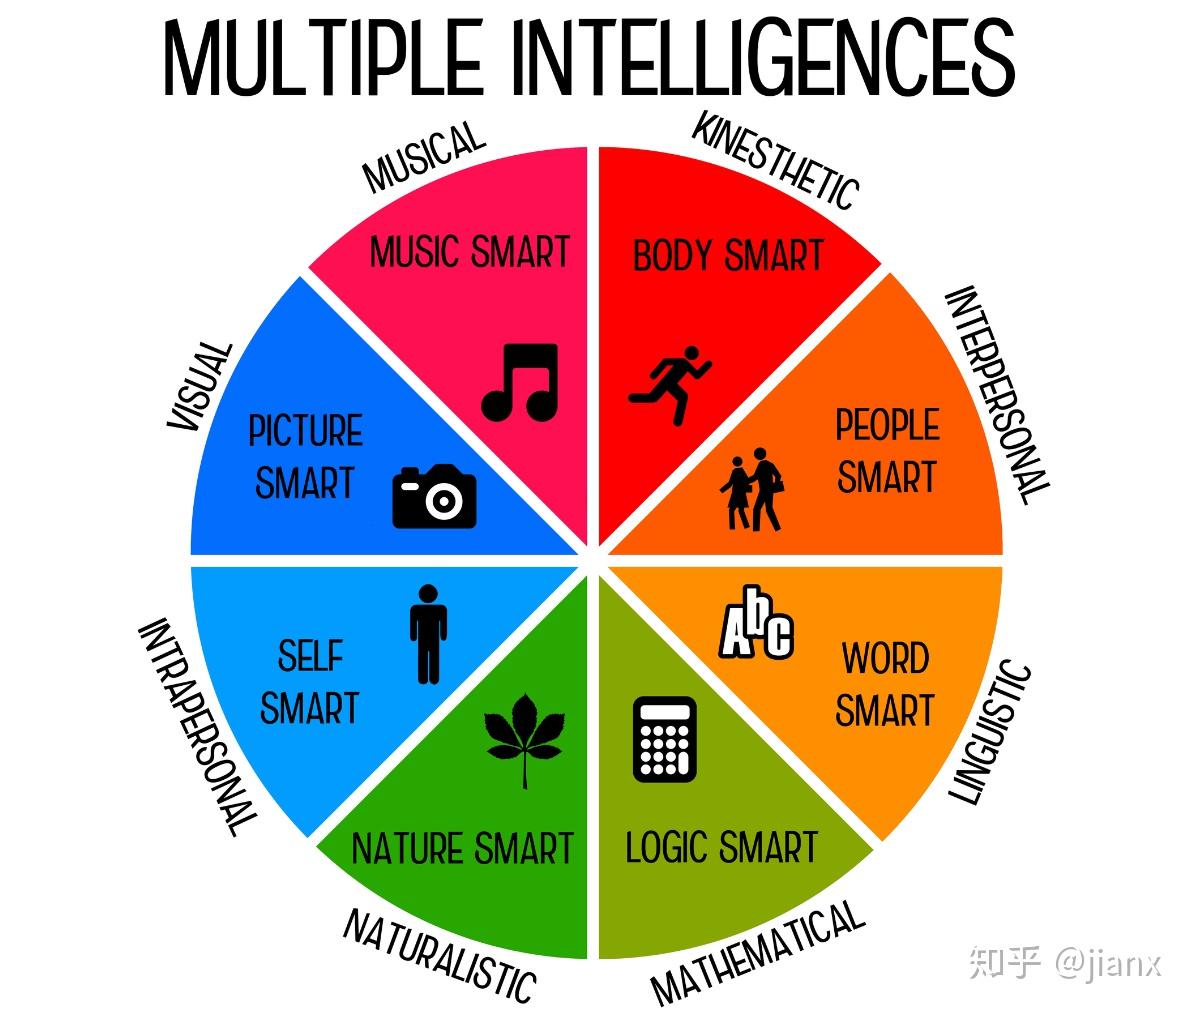 MULTIPLE INTELLIGENCES
MUSICAL
KINESTHETIC
MUSIC SMART
BODY SMART
VISUAL
INTERPERSONAL
PICTURE
SMART
PEOPLE
SMART
INTRAPERSONAL
SELF
SMART
AbC
WORD
SMART
LINGUISTIC
NATURE SMART
LOGIC SMART
NATURALISTIC
MATHEMATICAL
知乎 @jianx